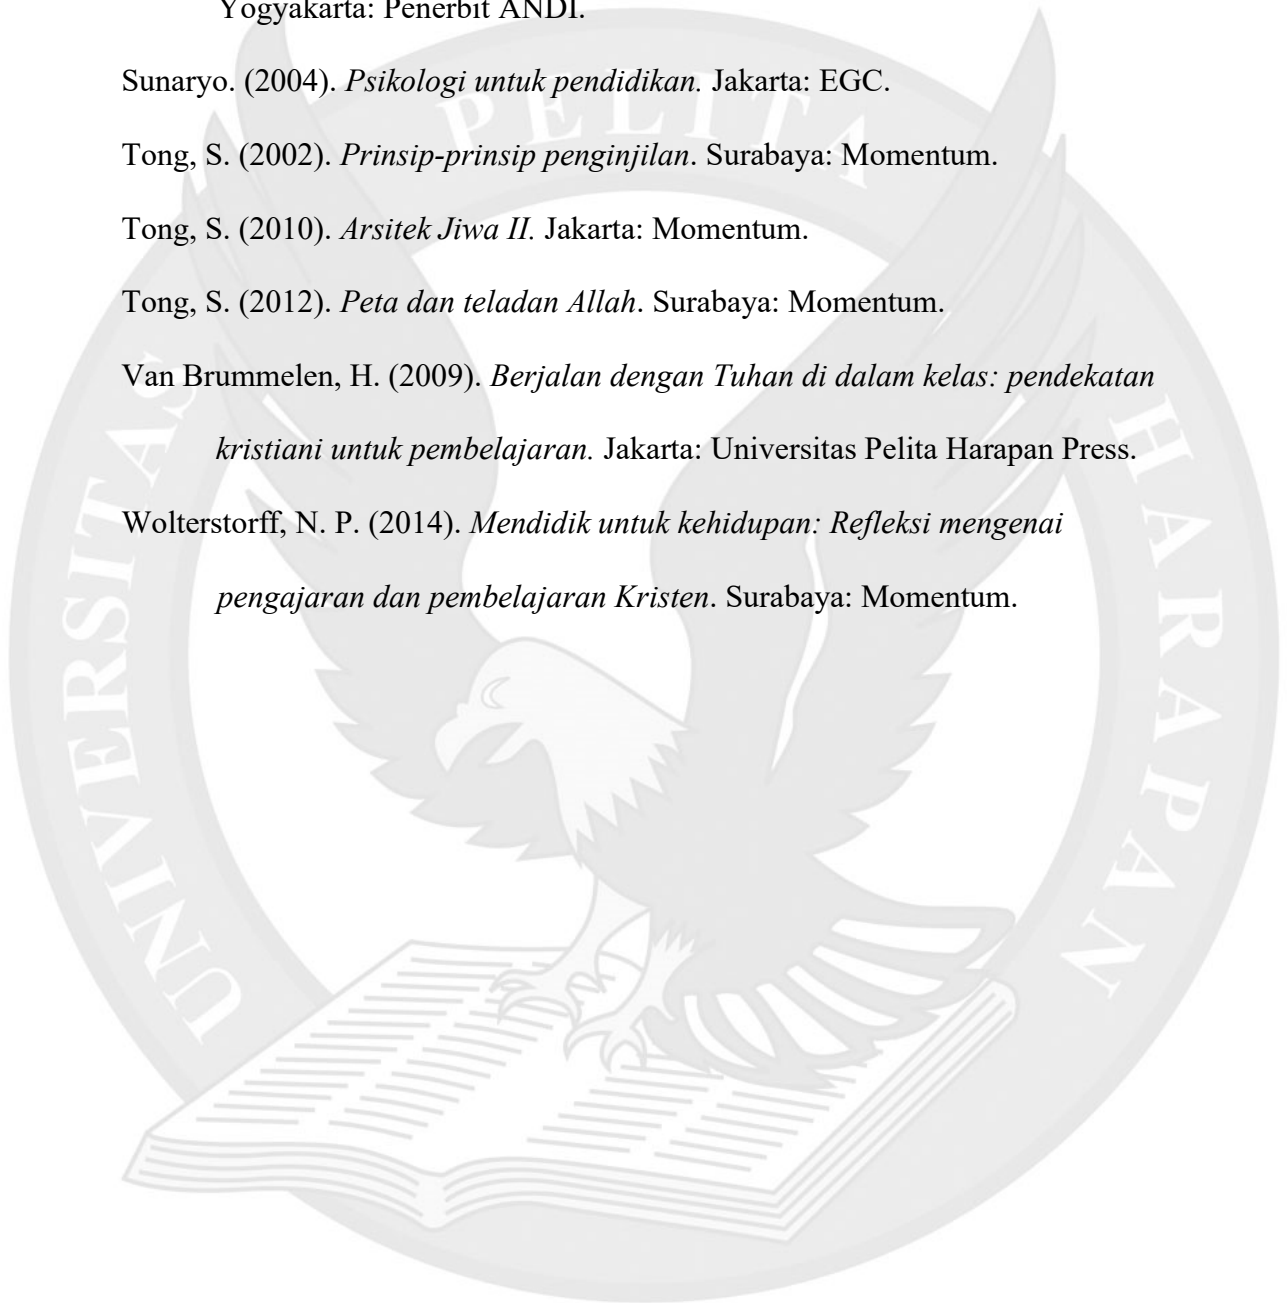 Yogyakarta: Penerbit ANDI.
Sunaryo. (2004). Psikologi untuk pendidikan. Jakarta: EGC.
Tong, S. (2002). Prinsip-prinsip penginjilan. Surabaya: Momentum.
Tong, S. (2010). Arsitek Jiwa II. Jakarta: Momentum.
Tong, S. (2012). Peta dan teladan Allah. Surabaya: Momentum.
Van Brummelen, H. (2009). Berjalan dengan Tuhan di dalam kelas: pendekatan
kristiani untuk pembelajaran. Jakarta: Universitas Pelita Harapan Press.
Wolterstorff, N. P. (2014). Mendidik untuk kehidupan: Refleksi mengenai
pengajaran dan pembelajaran Kristen. Surabaya: Momentum.
UNIVERSITAS PELITA HARAPAN